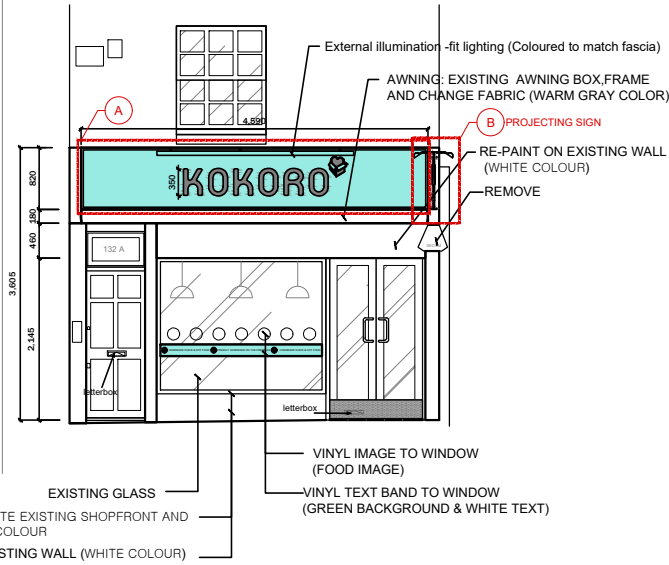 External illumination -fit lighting (Coloured to match fascia)
AWNING: EXISTING AWNING BOX,FRAME
AND CHANGE FABRIC (WARM GRAY COLOR)
A
4,590
B PROJECTING SIGN
RE-PAINT ON EXISTING WALL
(WHITE COLOUR)
REMOVE
820
350
KOKORO
180
460
132 A
3,605
2,145
letterbox
letterbox
VINYL IMAGE TO WINDOW
(FOOD IMAGE)
EXISTING GLASS
VINYL TEXT BAND TO WINDOW
(GREEN BACKGROUND & WHITE TEXT)
TE EXISTING SHOPFRONT AND
COLOUR
STING WALL (WHITE COLOUR)